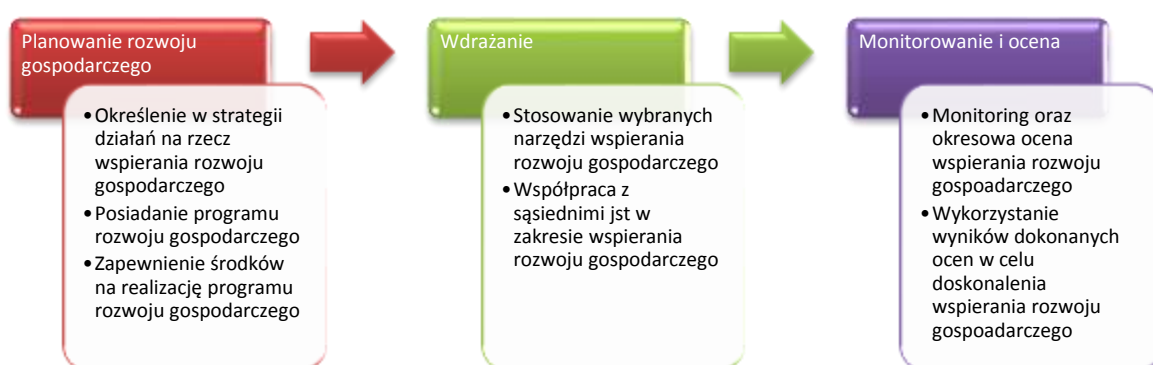 Planowanie rozwoju
gospodarczego
•Określenie w strategii
działań na rzecz
wspierania rozwoju
gospodarczego
•Posiadanie programu
rozwoju gospodarczego
•Zapewnienie środków
na realizację programu
rozwoju gospodarczego
Wdrażanie
•Stosowanie wybranych
narzędzi wspierania
rozwoju gospodarczego
•Współpraca z
sąsiednimi jst w
zakresie wspierania
rozwoju gospodarczego
Monitorowanie i ocena
•Monitoring oraz
okresowa ocena
wspierania rozwoju
gospoadarczego
•Wykorzystanie
wyników dokonanych
ocen w celu
doskonalenia
wspierania rozwoju
gospoadarczego